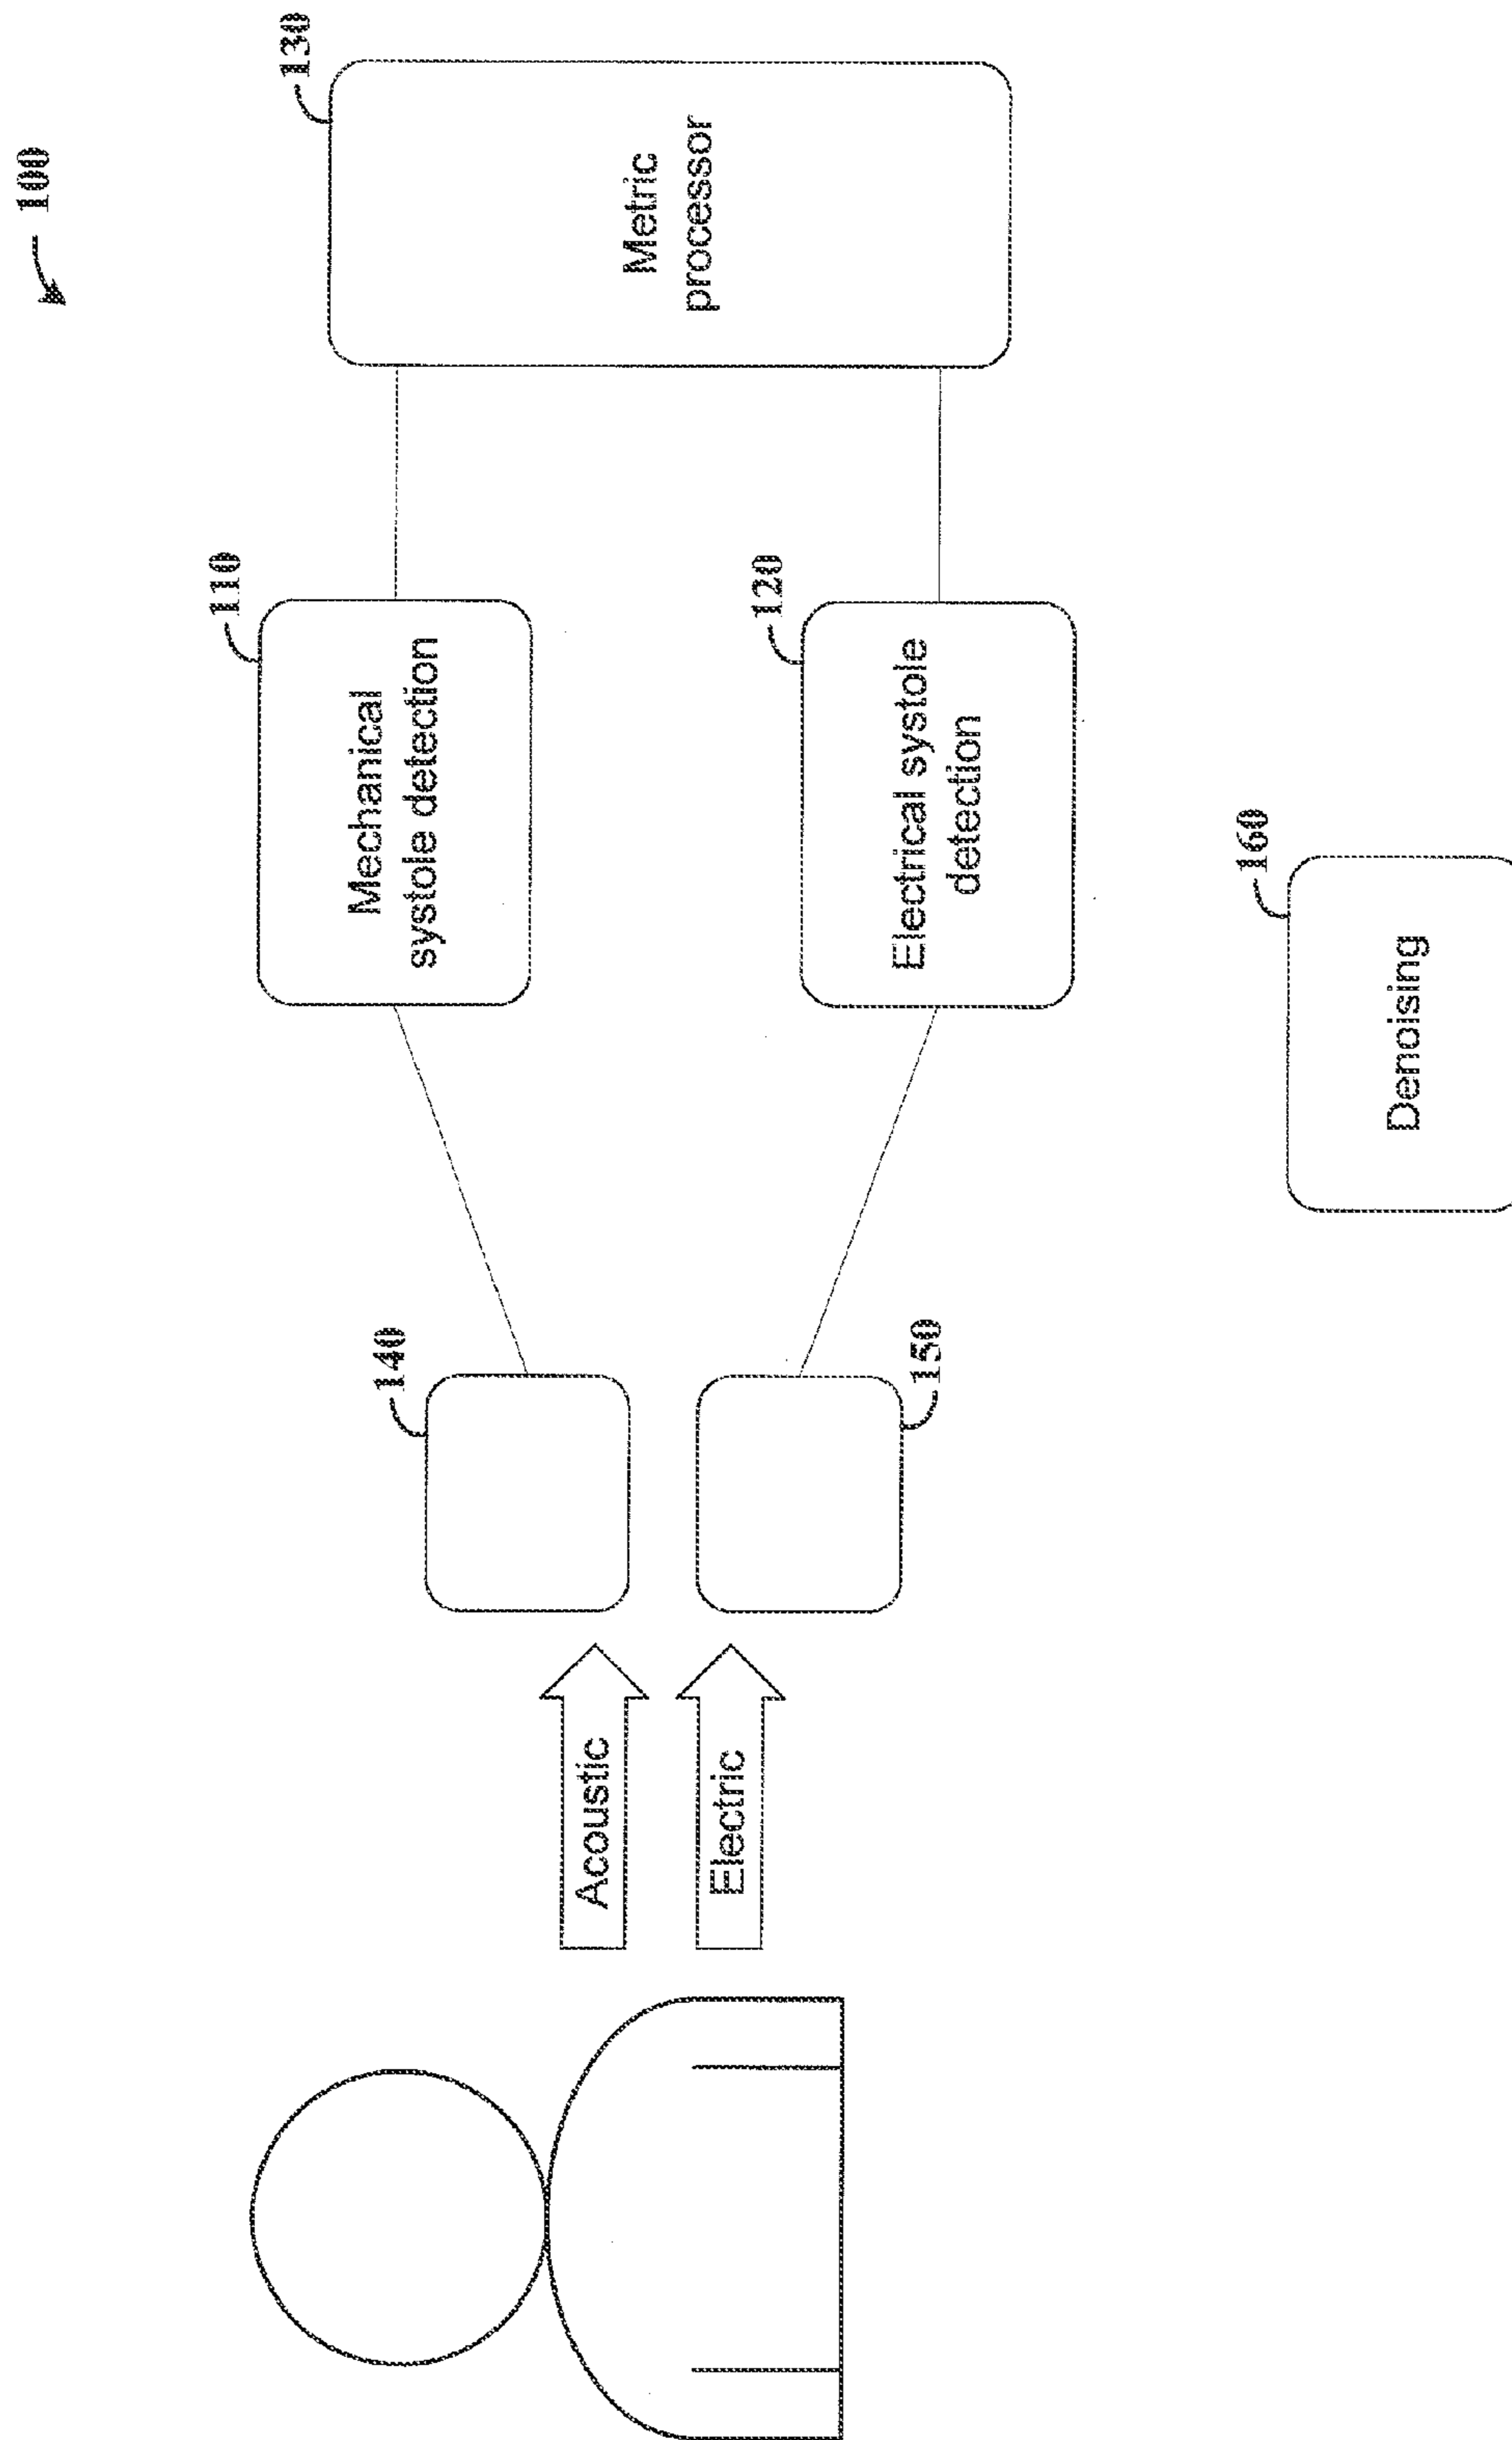 100
130
Metric
processor
110
Mechanical
systole detection
120
Electrical systole
detection
140
150
Acoustic
Electric
160
Denoising